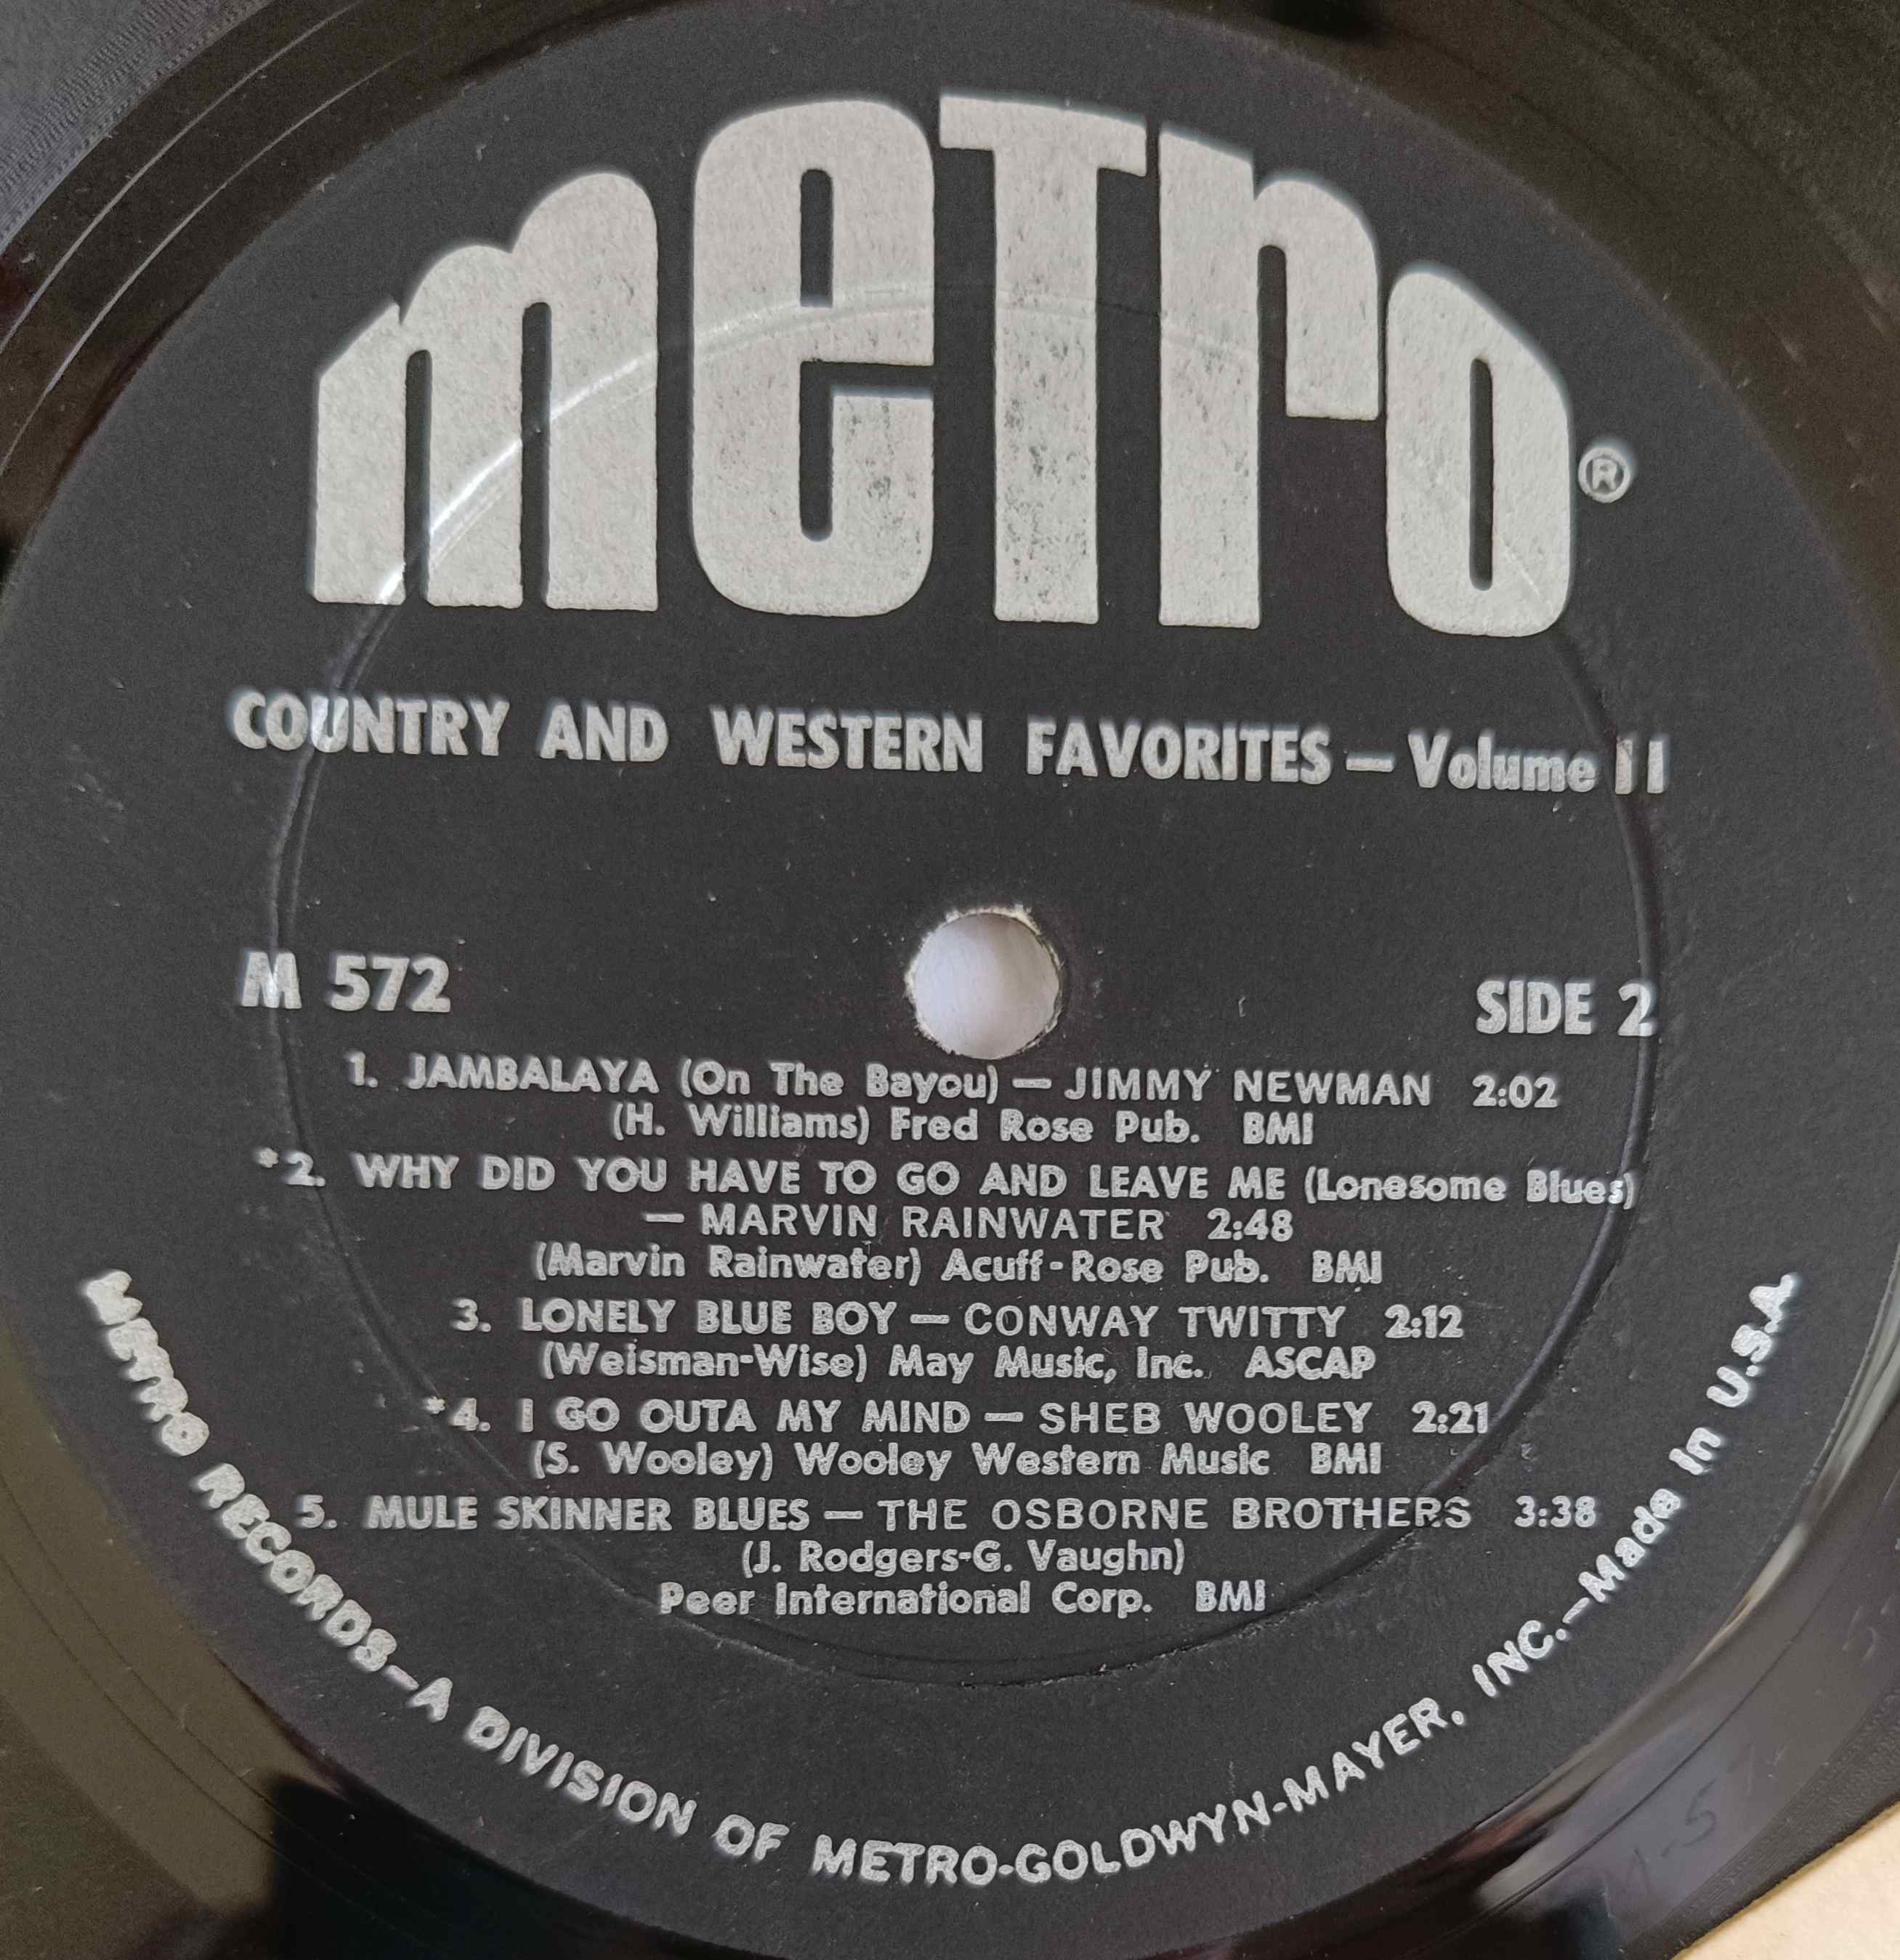 meTro®
COUNTRY AND WESTERN FAVORITES — Volume 11
M 572
SIDE 2
1. JAMBALAYA (On The Bayou) — JIMMY NEWMAN 2:02
(H. Williams) Fred Rose Pub. BMI
*2. WHY DID YOU HAVE TO GO AND LEAVE ME (Lonesome Blues)
— MARVIN RAINWATER 2:48
(Marvin Rainwater) Acuff-Rose Pub. BMI
3. LONELY BLUE BOY — CONWAY TWITTY 2:12
(Weisman-Wise) May Music, Inc. ASCAP
*4. I GO OUTA MY MIND — SHEB WOOLEY 2:21
(S. Wooley) Wooley Western Music BMI
5. MULE SKINNER BLUES — THE OSBORNE BROTHERS 3:38
(J. Rodgers-G. Vaughn)
Peer International Corp. BMI
METRO RECORDS—A DIVISION OF METRO-GOLDWYN-MAYER, INC.—Made In U.S.A.